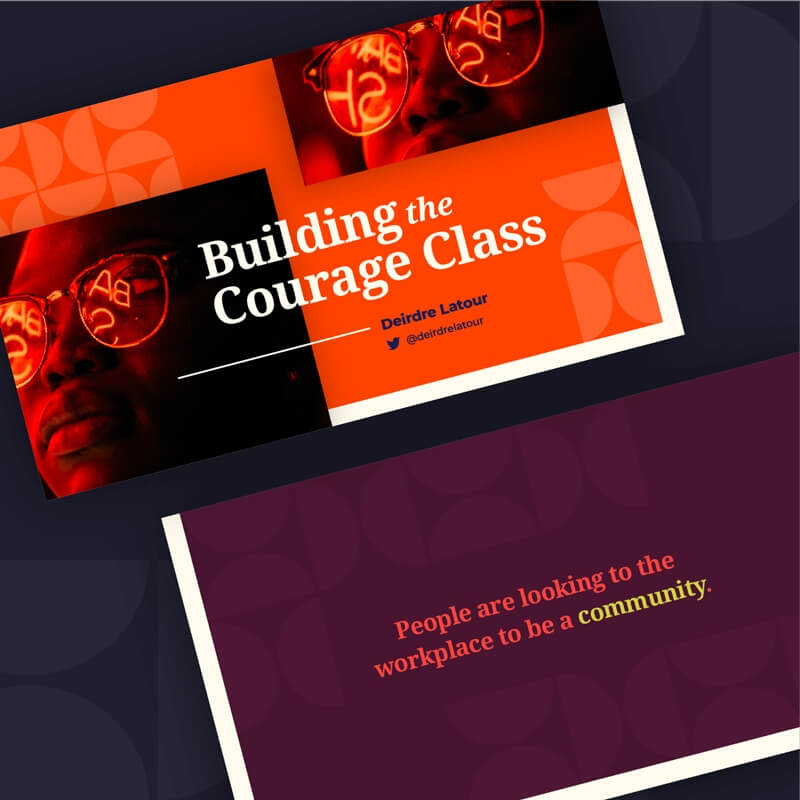 Building the
Courage Class
Deirdre Latour
@deirdrelatour
People are looking to the
workplace to be a community.